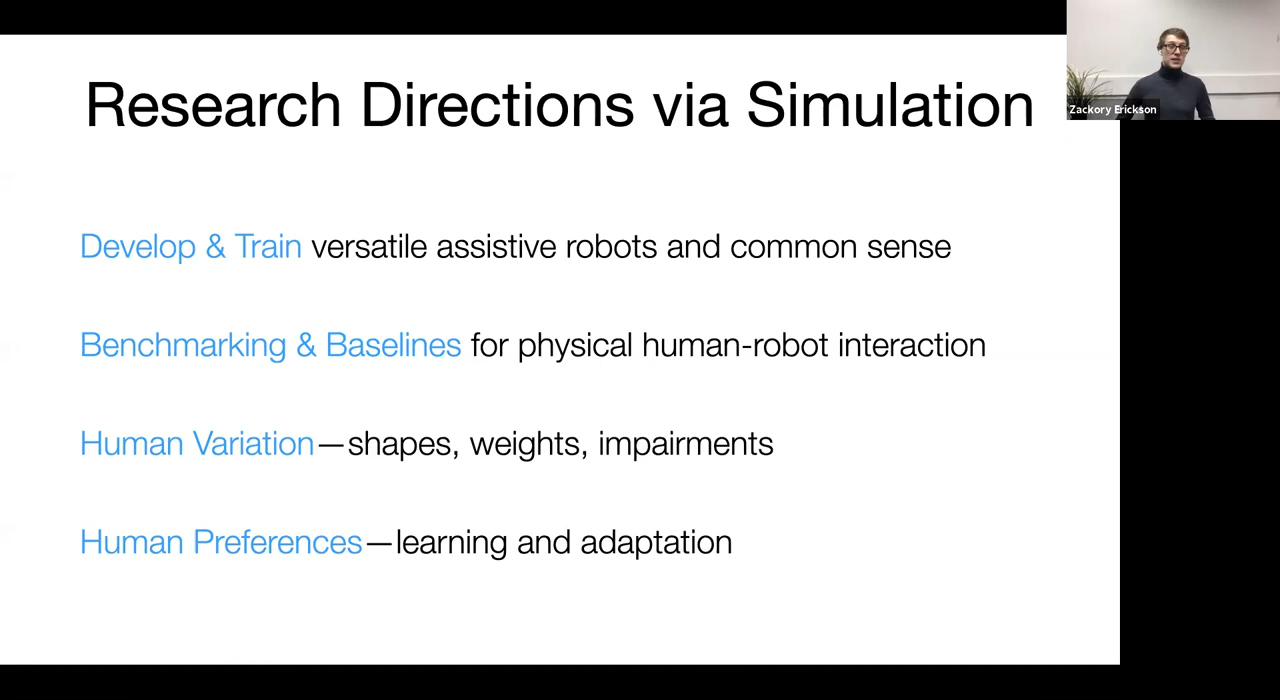 Research Directions via Simulation
Zackory Erickson
Develop & Train versatile assistive robots and common sense
Benchmarking & Baselines for physical human-robot interaction
Human Variation—shapes, weights, impairments
Human Preferences—learning and adaptation